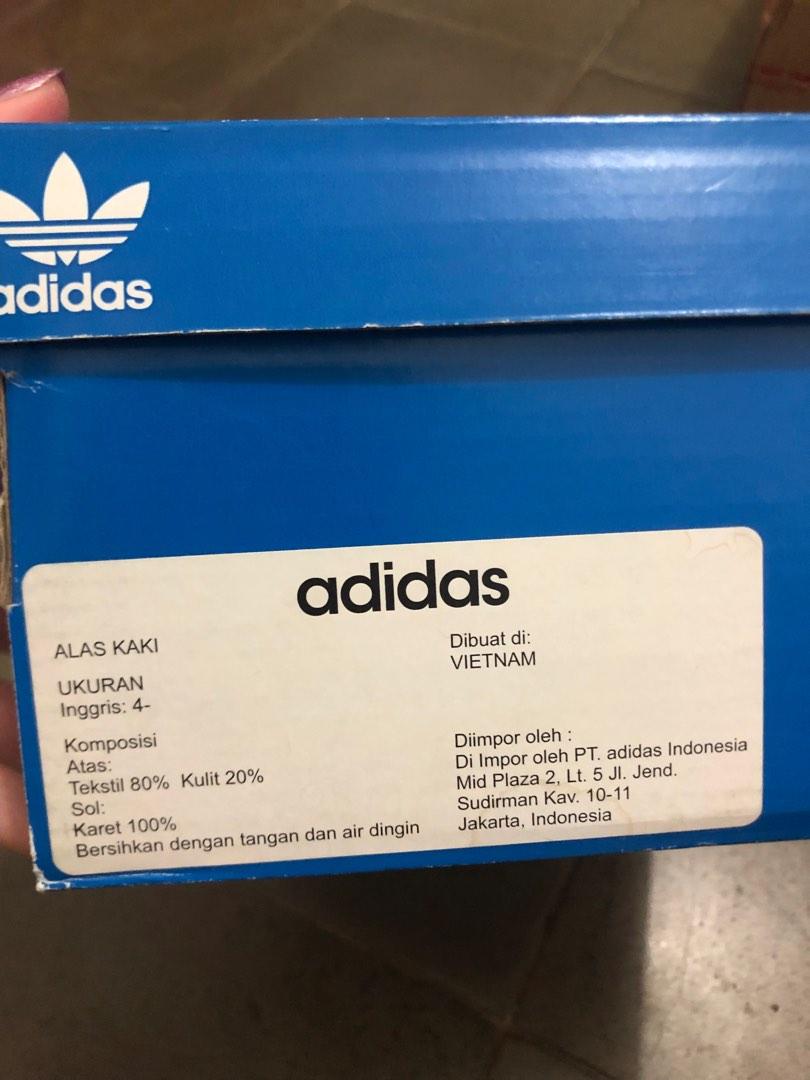 adidas
adidas
ALAS KAKI
UKURAN
Inggris: 4-
Komposisi
Atas:
Tekstil 80%  Kulit 20%
Sol:
Karet 100%
Bersihkan dengan tangan dan air dingin
Dibuat di:
VIETNAM
Diimpor oleh :
Di Impor oleh PT. adidas Indonesia
Mid Plaza 2, Lt. 5 Jl. Jend.
Sudirman Kav. 10-11
Jakarta, Indonesia